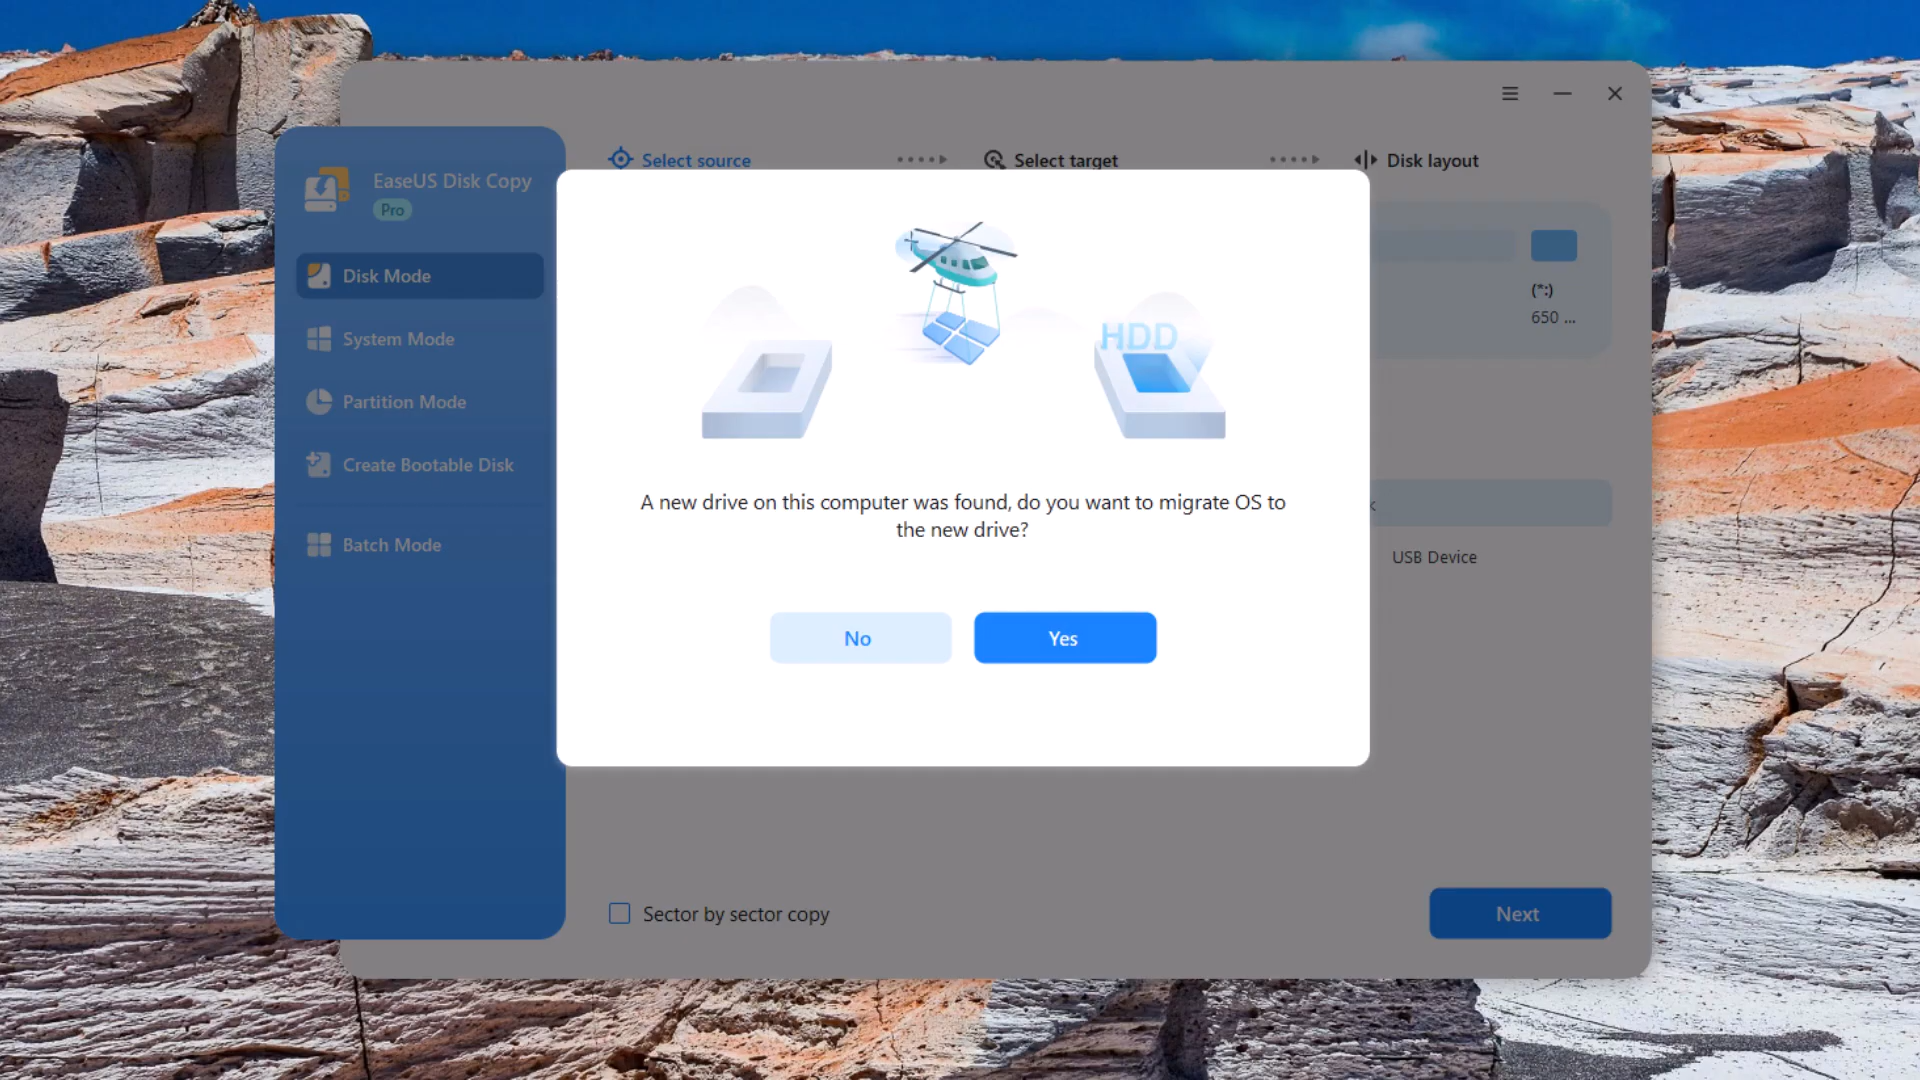 Select source
Select target
Disk layout
EaseUS Disk Copy
Pro
Disk Mode
System Mode
Partition Mode
Create Bootable Disk
Batch Mode
HDD
(*:)
650 ...
A new drive on this computer was found, do you want to migrate OS to
the new drive?
USB Device
No
Yes
Sector by sector copy
Next